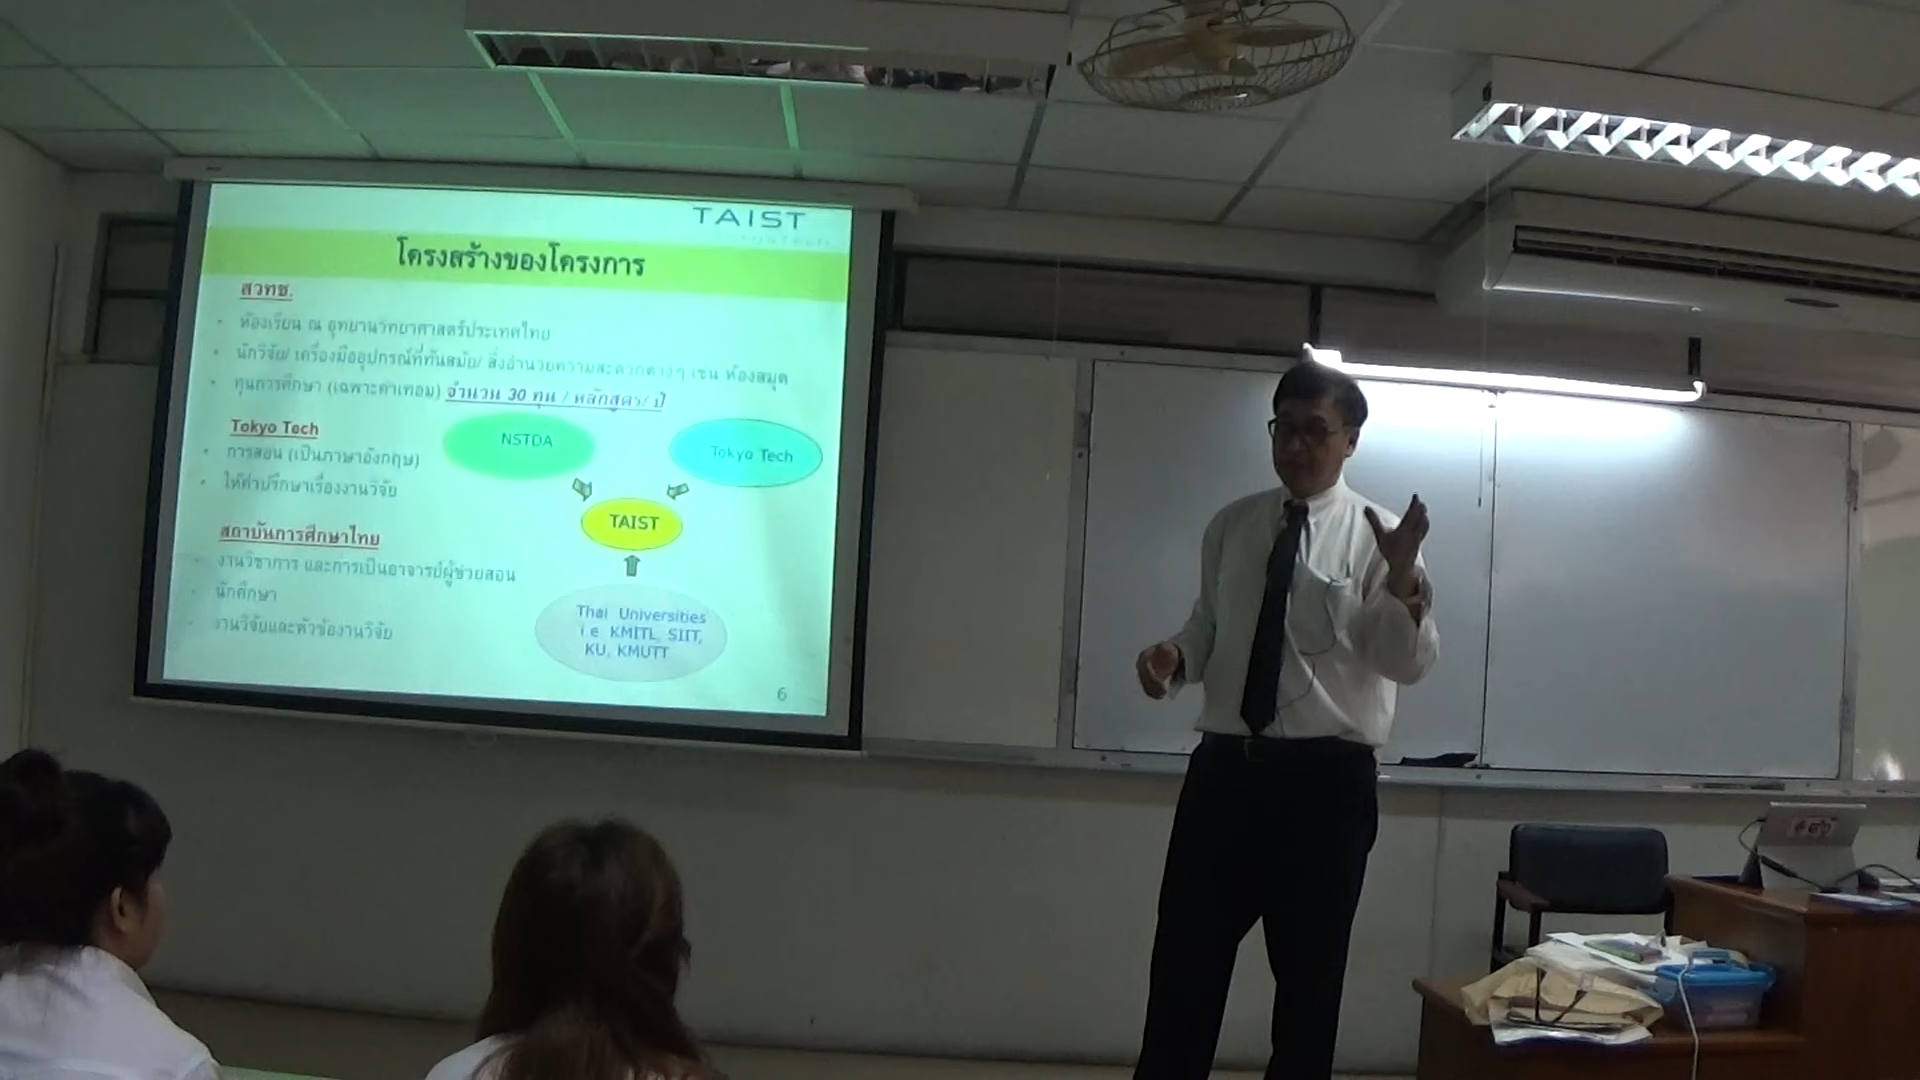 TAIST
โครงสร้างของโครงการ
สวทช.
• ห้องเรียน ณ อุทยานวิทยาศาสตร์ประเทศไทย
• นักวิจัย/ เครื่องมืออุปกรณ์ที่ทันสมัย/ สิ่งอำนวยความสะดวกต่างๆ เช่น ห้องสมุด
• ทุนการศึกษา (เฉพาะค่าเทอม) จำนวน 30 ทุน / หลักสูตร/ ปี
Tokyo Tech
• การสอน (เป็นภาษาอังกฤษ)
• ให้คำปรึกษาเรื่องงานวิจัย
สถาบันการศึกษาไทย
- งานวิชาการ และการเป็นอาจารย์ผู้ช่วยสอน
- นักศึกษา
- งานวิจัยและหัวข้องานวิจัย
NSTDA
Tokyo Tech
TAIST
Thai Universities
i.e KMITL, SIIT,
KU, KMUTT
6